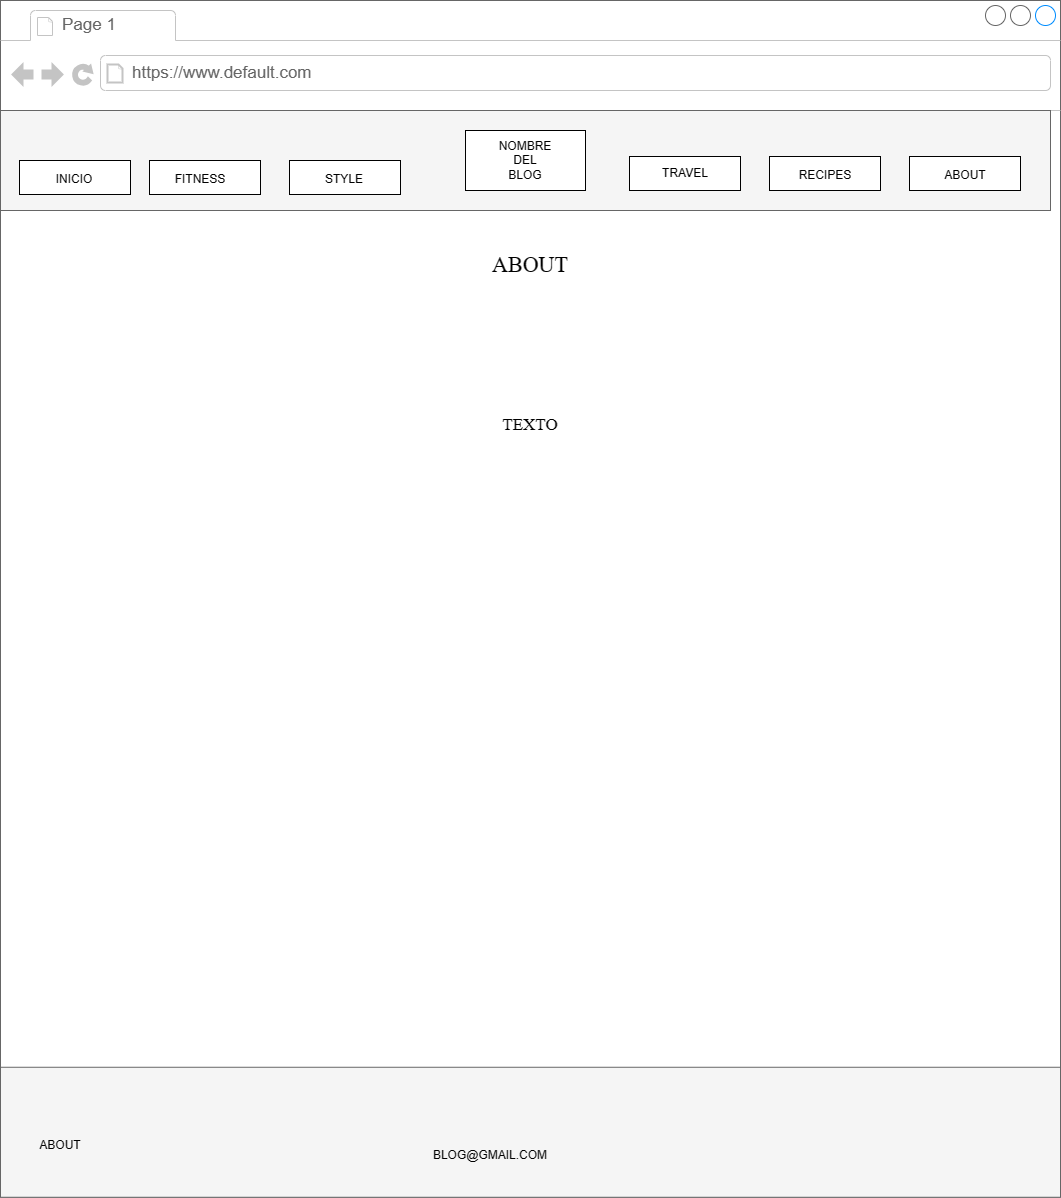 Page 1
https://www.default.com
INICIO
FITNESS
STYLE
NOMBRE
DEL
BLOG
TRAVEL
RECIPES
ABOUT
ABOUT
TEXTO
ABOUT
BLOG@GMAIL.COM